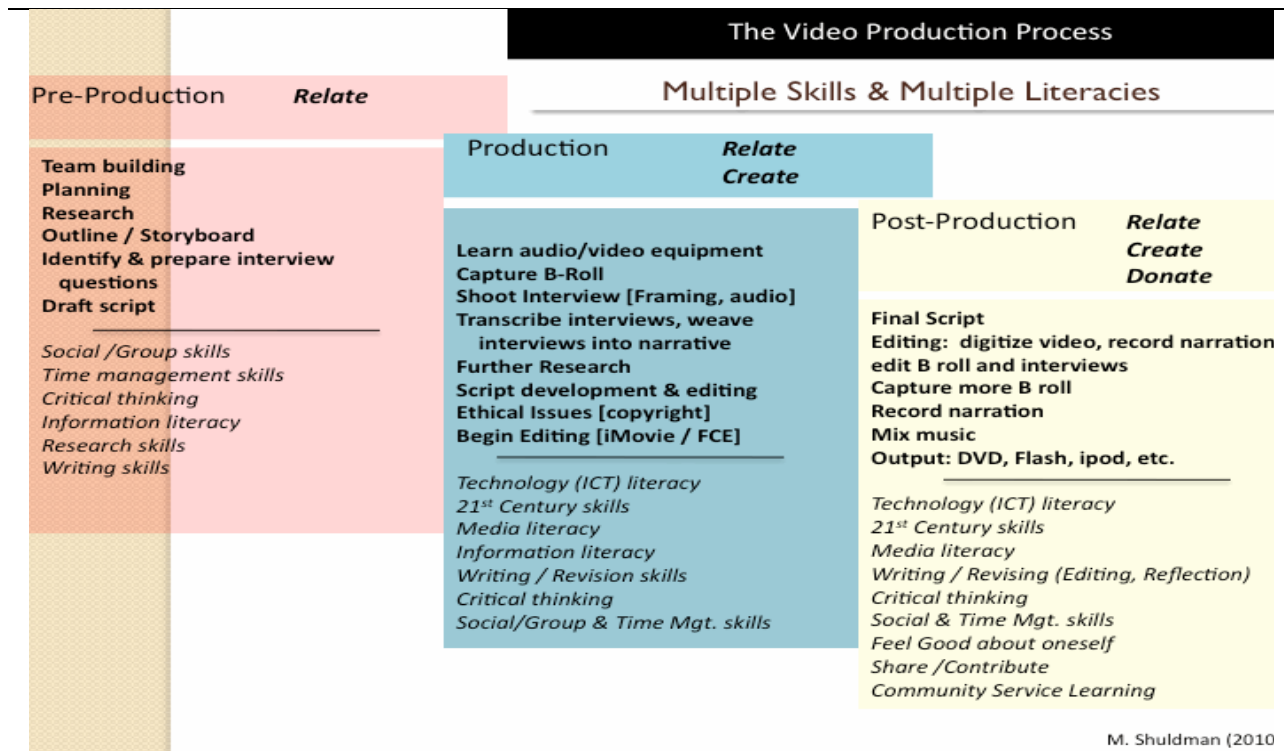 The Video Production Process
Multiple Skills & Multiple Literacies
Pre-Production Relate
Team building
Planning
Research
Outline / Storyboard
Identify & prepare interview
questions
Draft script
Social /Group skills
Time management skills
Critical thinking
Information literacy
Research skills
Writing skills
Production Relate
Create
Learn audio/video equipment
Capture B-Roll
Shoot Interview [Framing, audio]
Transcribe interviews, weave
interviews into narrative
Further Research
Script development & editing
Ethical Issues [copyright]
Begin Editing [iMovie / FCE]
Technology (ICT) literacy
21st Century skills
Media literacy
Information literacy
Writing / Revision skills
Critical thinking
Social/Group & Time Mgt. skills
Post-Production Relate
Create
Donate
Final Script
Editing: digitize video, record narration
edit B roll and interviews
Capture more B roll
Record narration
Mix music
Output: DVD, Flash, ipod, etc.
Technology (ICT) literacy
21st Century skills
Media literacy
Writing / Revising (Editing, Reflection)
Critical thinking
Social & Time Mgt. skills
Feel Good about oneself
Share /Contribute
Community Service Learning
M. Shuldman (2010